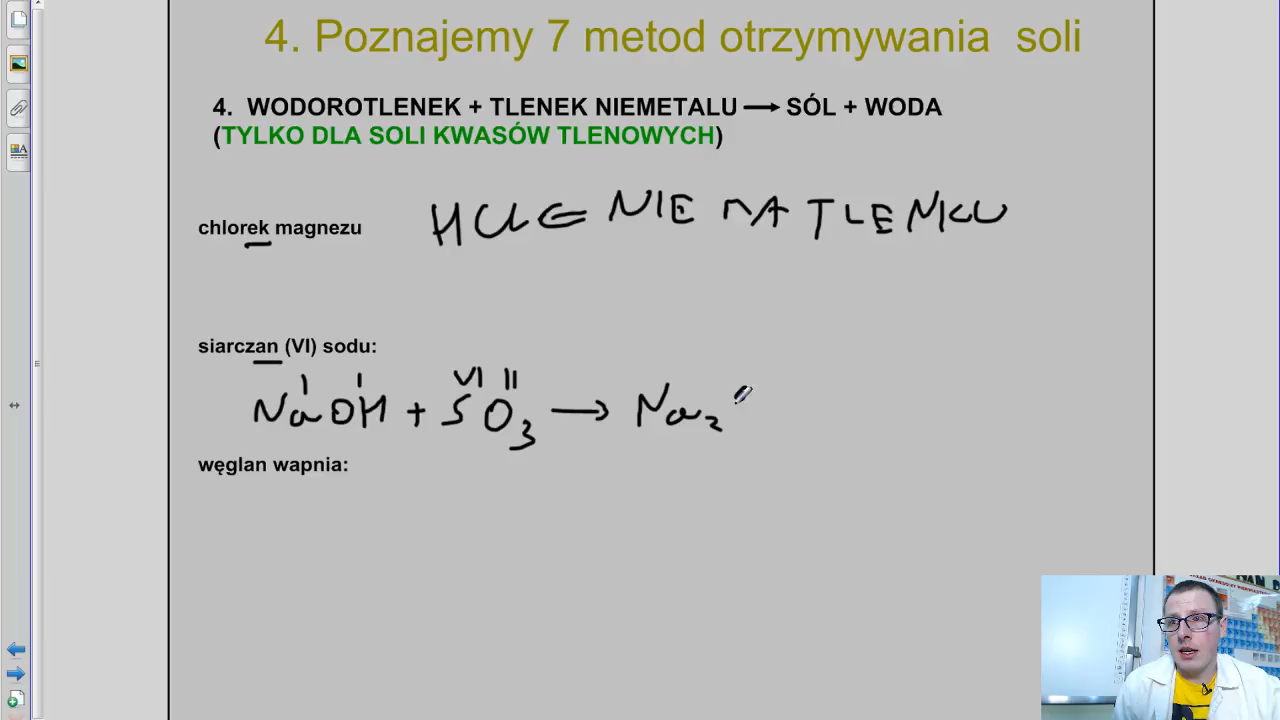 4. Poznajemy 7 metod otrzymywania soli
4. WODOROTLENEK + TLENEK NIEMETALU → SÓL + WODA
(TYLKO DLA SOLI KWASÓW TLENOWYCH)
chlorek magnezu HCl ← NIE MA TLENKU
siarczan (VI) sodu:
I I VI II
NaOH + SO3 → Na2
węglan wapnia: